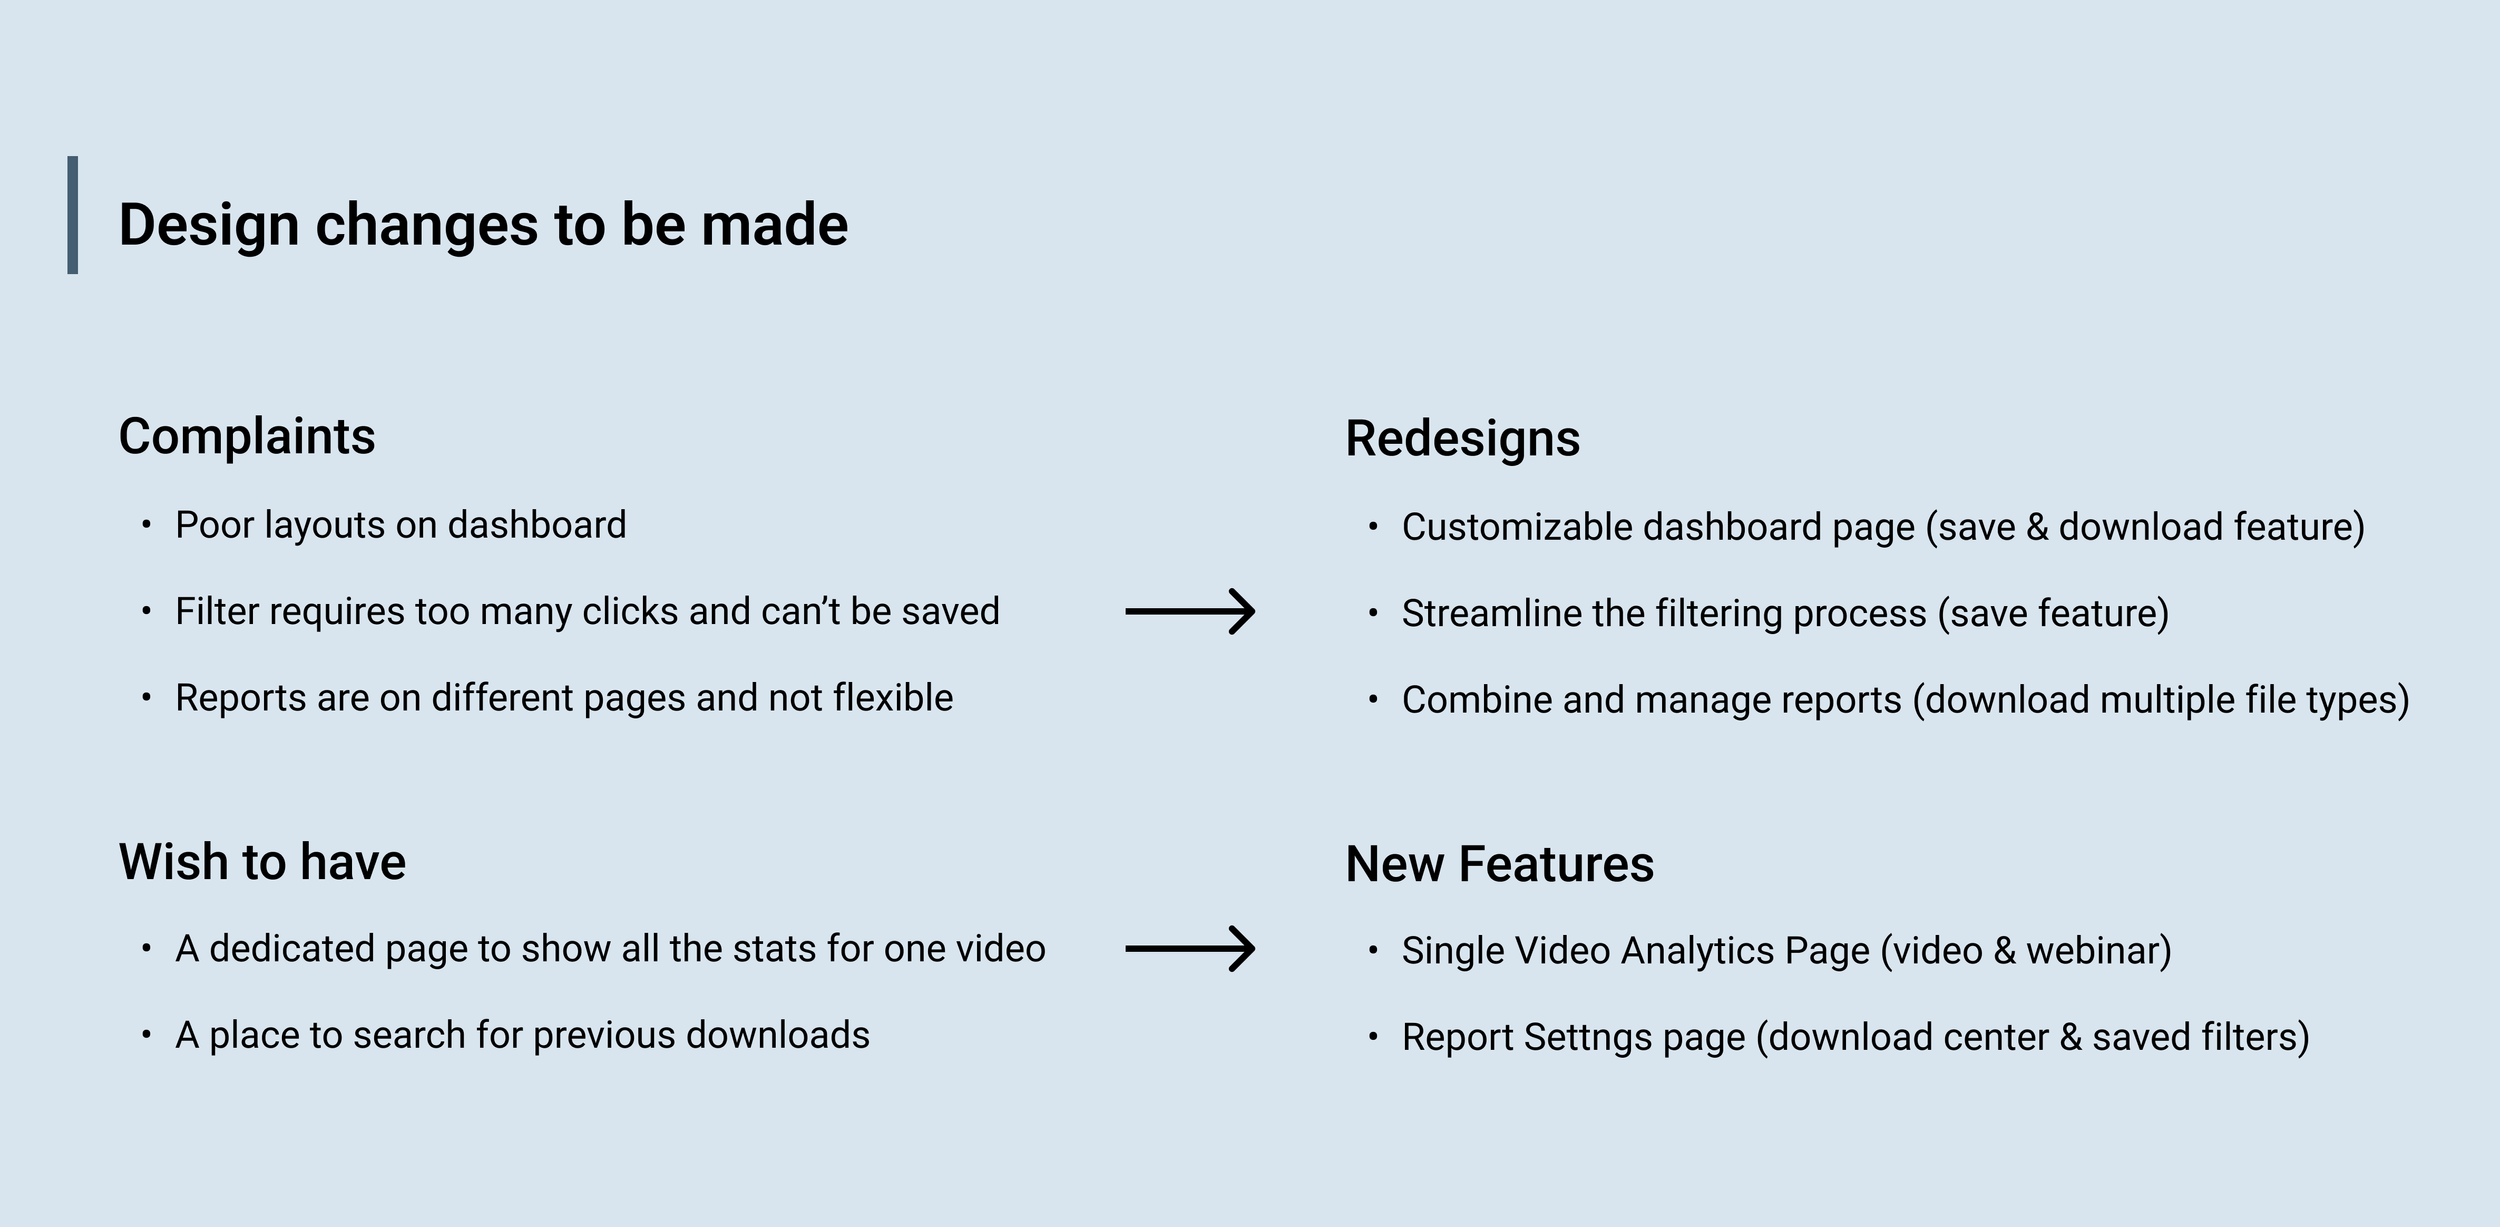 Design changes to be made
Complaints
• Poor layouts on dashboard
• Filter requires too many clicks and can’t be saved
• Reports are on different pages and not flexible
Redesigns
• Customizable dashboard page (save & download feature)
• Streamline the filtering process (save feature)
• Combine and manage reports (download multiple file types)
Wish to have
• A dedicated page to show all the stats for one video
• A place to search for previous downloads
New Features
• Single Video Analytics Page (video & webinar)
• Report Settngs page (download center & saved filters)